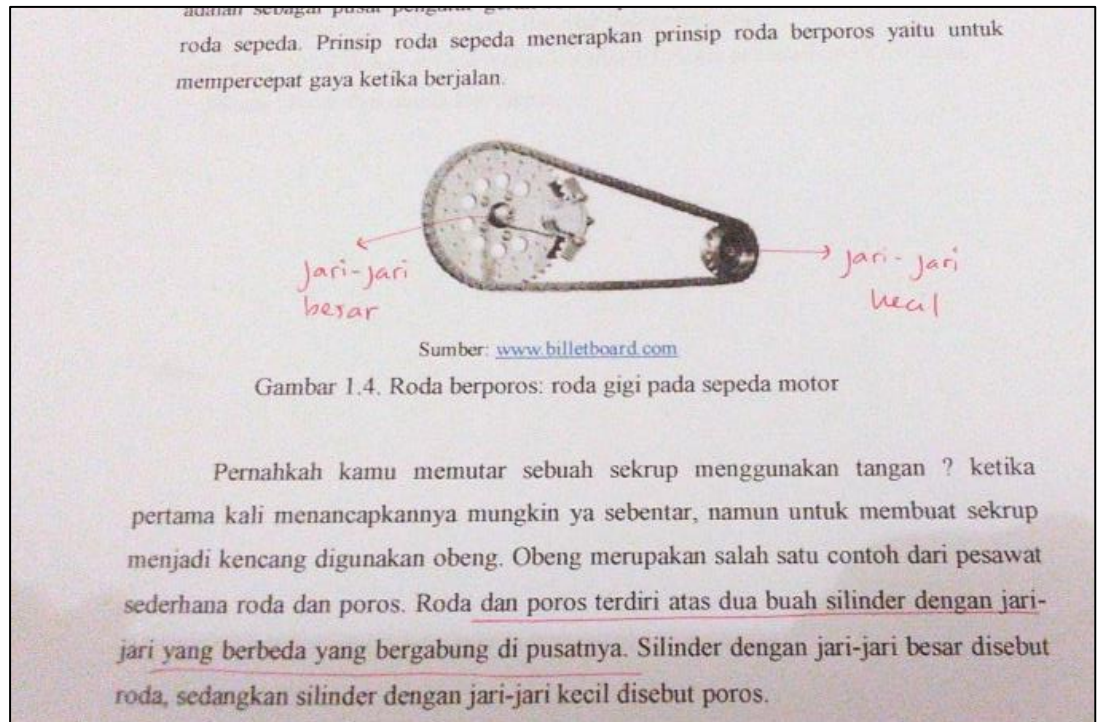 adalah sebagai pusat
roda sepeda. Prinsip roda sepeda menerapkan prinsip roda berporos yaitu untuk
mempercepat gaya ketika berjalan.
Jari-jari
besar
Jari-jari
kecil
Sumber: www.billetboard.com
Gambar 1.4. Roda berporos: roda gigi pada sepeda motor
Pernahkah kamu memutar sebuah sekrup menggunakan tangan ? ketika
pertama kali menancapkannya mungkin ya sebentar, namun untuk membuat sekrup
menjadi kencang digunakan obeng. Obeng merupakan salah satu contoh dari pesawat
sederhana roda dan poros. Roda dan poros terdiri atas dua buah silinder dengan jari-
jari yang berbeda yang bergabung di pusatnya. Silinder dengan jari-jari besar disebut
roda, sedangkan silinder dengan jari-jari kecil disebut poros.